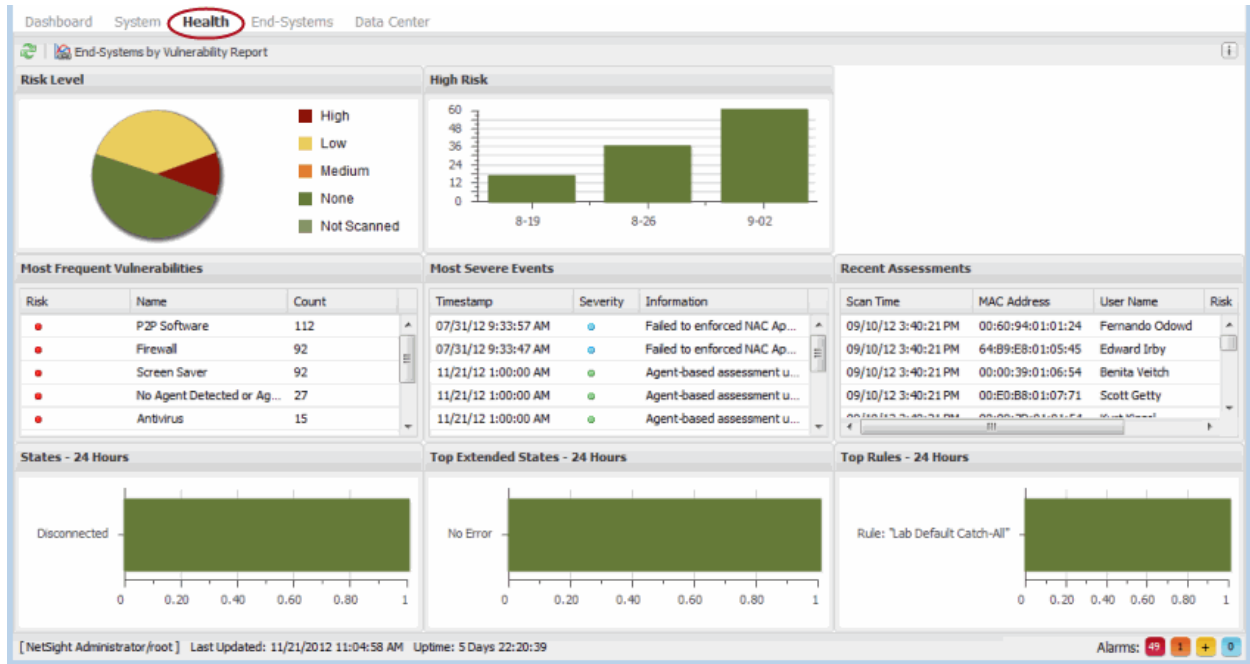 Dashboard System Health End-Systems Data Center
End-Systems by Vulnerability Report
Risk Level
High
Low
Medium
None
Not Scanned
High Risk
60
48
36
24
12
0
8-19 8-26 9-02
Most Frequent Vulnerabilities
Risk Name Count
P2P Software 112
Firewall 92
Screen Saver 92
No Agent Detected or Ag... 27
Antivirus 15
Most Severe Events
Timestamp Severity Information
07/31/12 9:33:57 AM Failed to enforced NAC Ap...
07/31/12 9:33:47 AM Failed to enforced NAC Ap...
11/21/12 1:00:00 AM Agent-based assessment u...
11/21/12 1:00:00 AM Agent-based assessment u...
11/21/12 1:00:00 AM Agent-based assessment u...
Recent Assessments
Scan Time MAC Address User Name Risk
09/10/12 3:40:21 PM 00:60:94:01:01:24 Fernando Odowd
09/10/12 3:40:21 PM 64:B9:E8:01:05:45 Edward Irby
09/10/12 3:40:21 PM 00:00:39:01:06:54 Benita Veitch
09/10/12 3:40:21 PM 00:E0:B8:01:07:71 Scott Getty
States - 24 Hours
Disconnected
0 0.20 0.40 0.60 0.80 1
Top Extended States - 24 Hours
No Error
0 0.20 0.40 0.60 0.80 1
Top Rules - 24 Hours
Rule: "Lab Default Catch-All"
0 0.20 0.40 0.60 0.80 1
[ NetSight Administrator/root ] Last Updated: 11/21/2012 11:04:58 AM Uptime: 5 Days 22:20:39
Alarms: 49 1 + 0